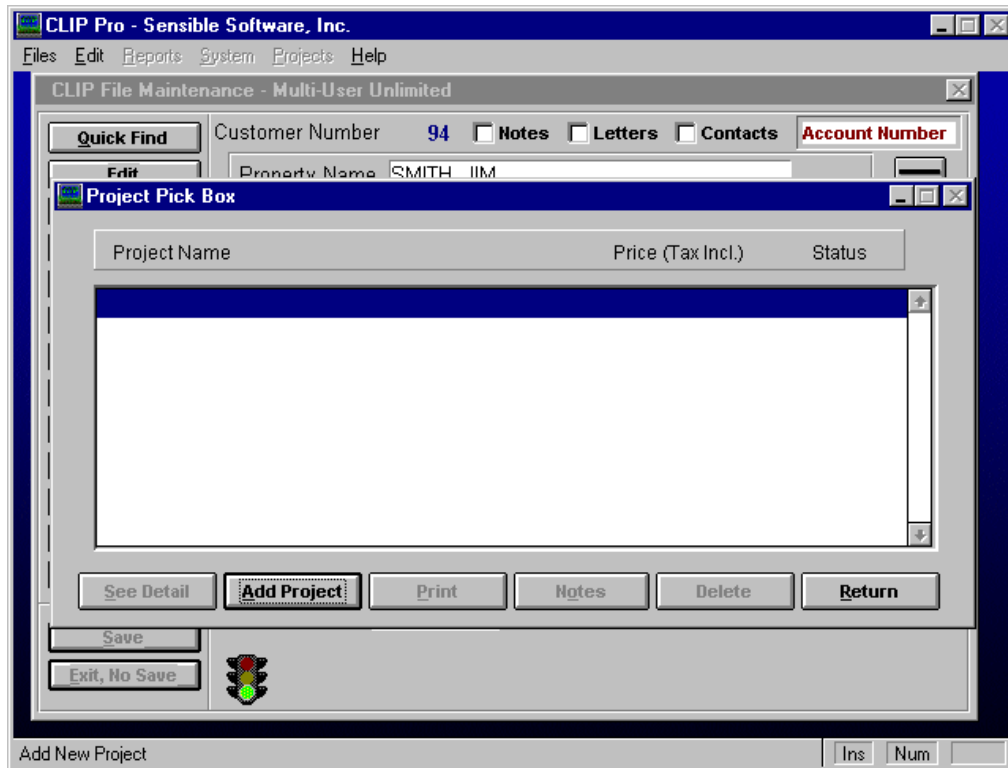 CLIP Pro - Sensible Software, Inc.
Files Edit Reports System Projects Help
CLIP File Maintenance - Multi-User Unlimited
Quick Find Customer Number 94 Notes Letters Contacts Account Number
Edit Property Name SMITH, JIM
Project Pick Box
Project Name Price (Tax Incl.) Status
See Detail Add Project Print Notes Delete Return
Save
Exit, No Save
Add New Project Ins Num